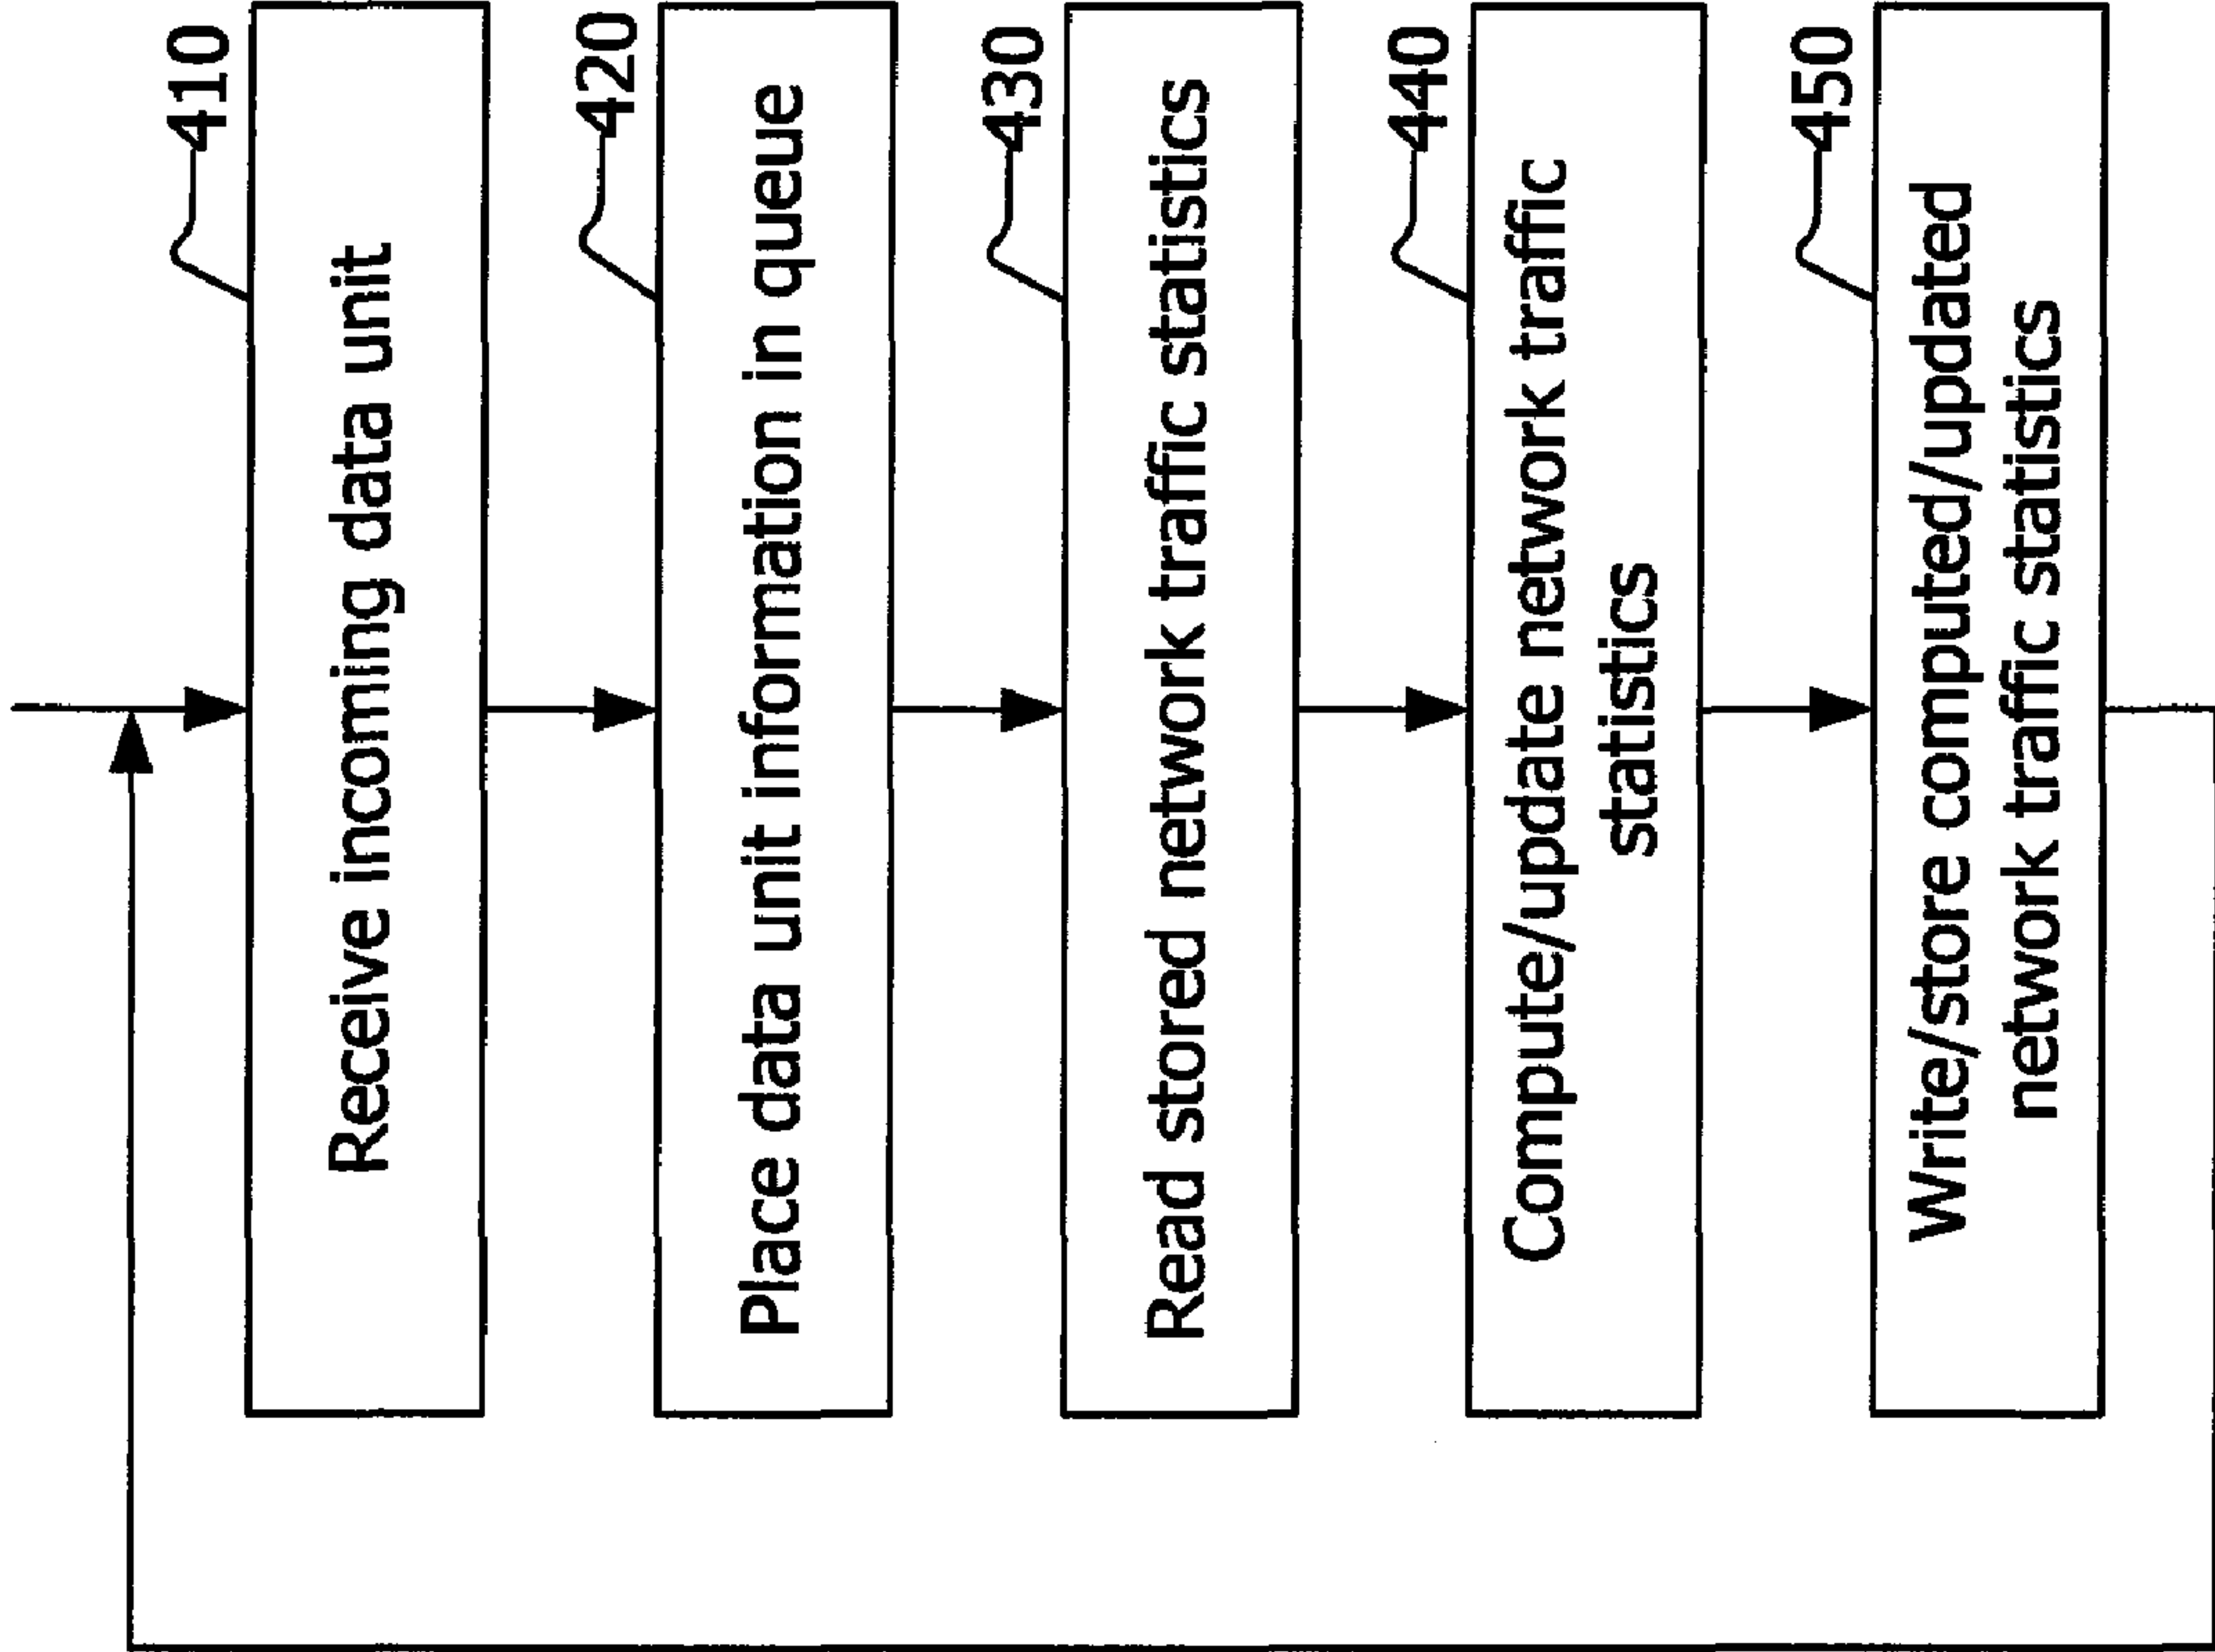 410
Receive incoming data unit
420
Place data unit information in queue
430
Read stored network traffic statistics
440
Compute/update network traffic
statistics
450
Write/store computed/updated
network traffic statistics